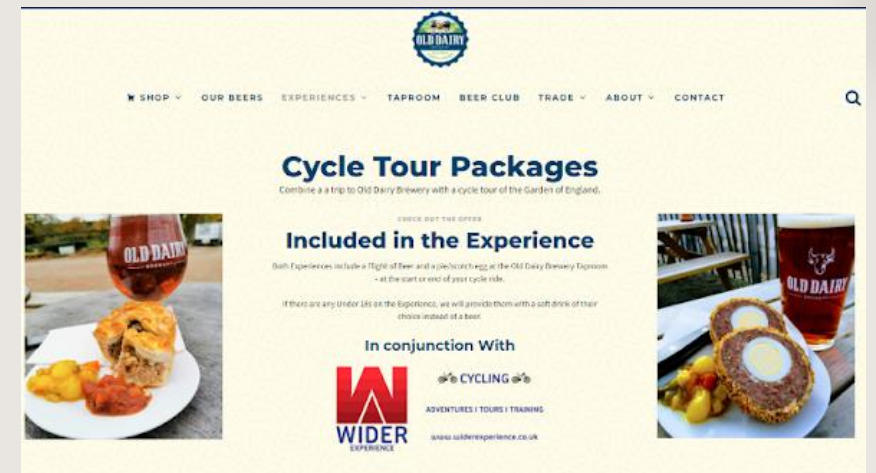 OLD DAIRY
SHOP OUR BEERS EXPERIENCES TAPROOM BEER CLUB TRADE ABOUT CONTACT
Cycle Tour Packages
Combine a a trip to Old Dairy Brewery with a cycle tour of the Garden of England.
CHECK OUT THE OFFER
Included in the Experience
Both Experiences include a Flight of Beer and a pie/scotch egg at the Old Dairy Brewery Taproom
- at the start or end of your cycle ride.
If there are any Under 18s on the Experience, we will provide them with a soft drink of their
choice instead of a beer.
In conjunction With
CYCLING
ADVENTURES I TOURS I TRAINING
www.widerexperience.co.uk
WIDER
EXPERIENCE
OLD DAIRY
BREWERY
OLD DAIRY